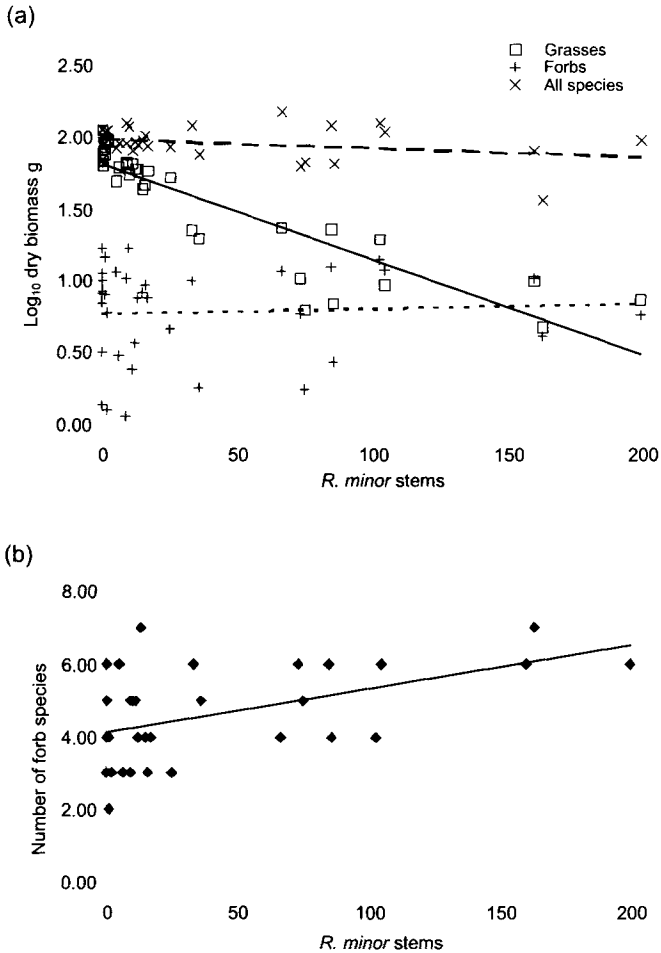 (a)
Grasses
Forbs
All species
2.50
2.00
1.50
1.00
0.50
0.00
Log₁₀ dry biomass g
0 50 100 150 200
R. minor stems
(b)
8.00
6.00
4.00
2.00
0.00
Number of forb species
0 50 100 150 200
R. minor stems